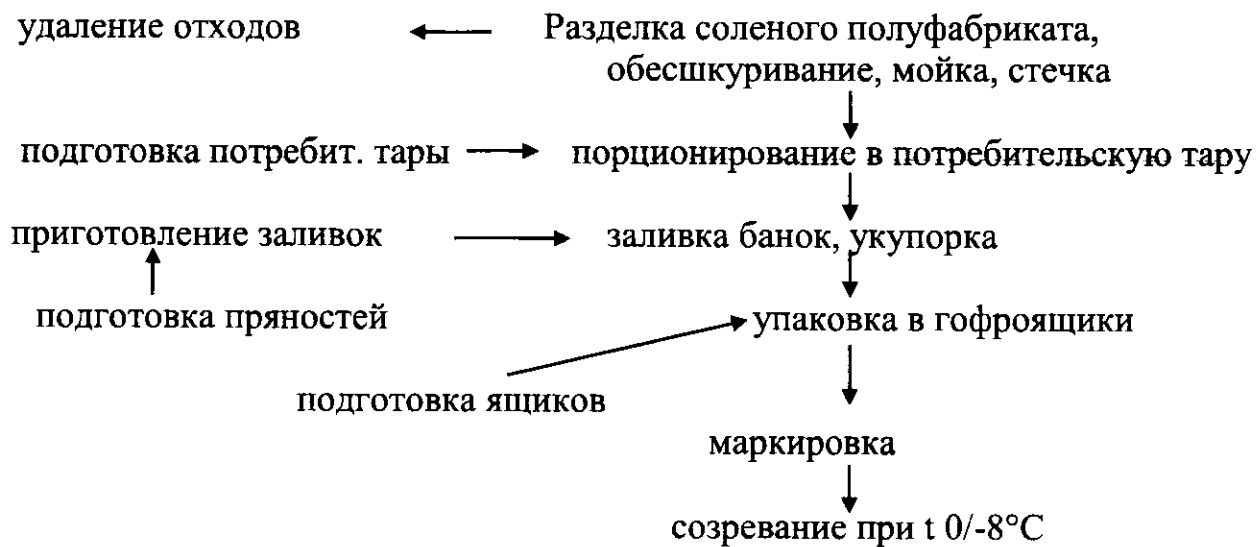 удаление отходов
Разделка соленого полуфабриката,
обесшкуривание, мойка, стечка
подготовка потребит. тары
порционирование в потребительскую тару
приготовление заливок
заливка банок, укупорка
подготовка пряностей
упаковка в гофроящики
подготовка ящиков
маркировка
созревание при t 0/-8°C